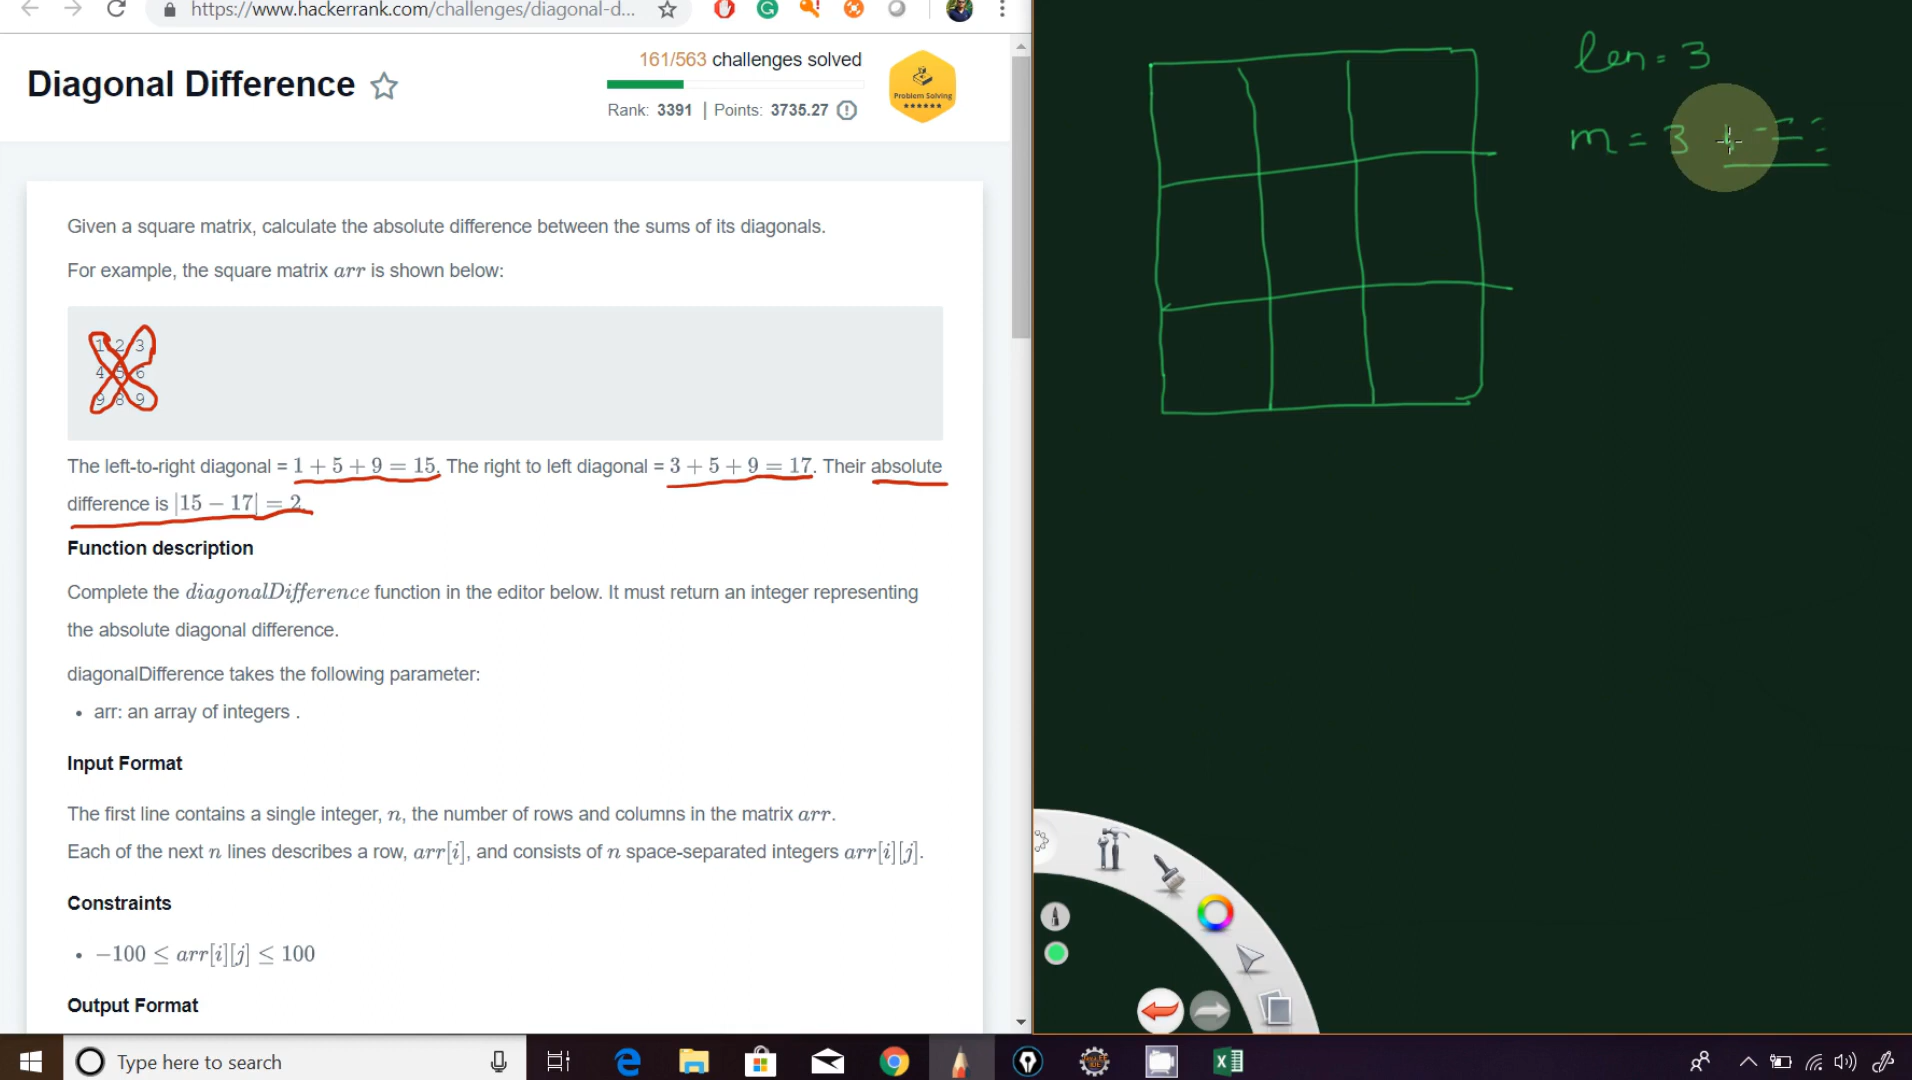 https://www.hackerrank.com/challenges/diagonal-d...
Diagonal Difference
161/563 challenges solved
Rank: 3391 | Points: 3735.27
Problem Solving
Given a square matrix, calculate the absolute difference between the sums of its diagonals.
For example, the square matrix arr is shown below:
1 2 3
4 5 6
9 8 9
The left-to-right diagonal = 1 + 5 + 9 = 15. The right to left diagonal = 3 + 5 + 9 = 17. Their absolute
difference is |15 − 17| = 2.
Function description
Complete the diagonalDifference function in the editor below. It must return an integer representing
the absolute diagonal difference.
diagonalDifference takes the following parameter:
• arr: an array of integers .
Input Format
The first line contains a single integer, n, the number of rows and columns in the matrix arr.
Each of the next n lines describes a row, arr[i], and consists of n space-separated integers arr[i][j].
Constraints
• −100 ≤ arr[i][j] ≤ 100
Output Format
len = 3
m = 3
Type here to search